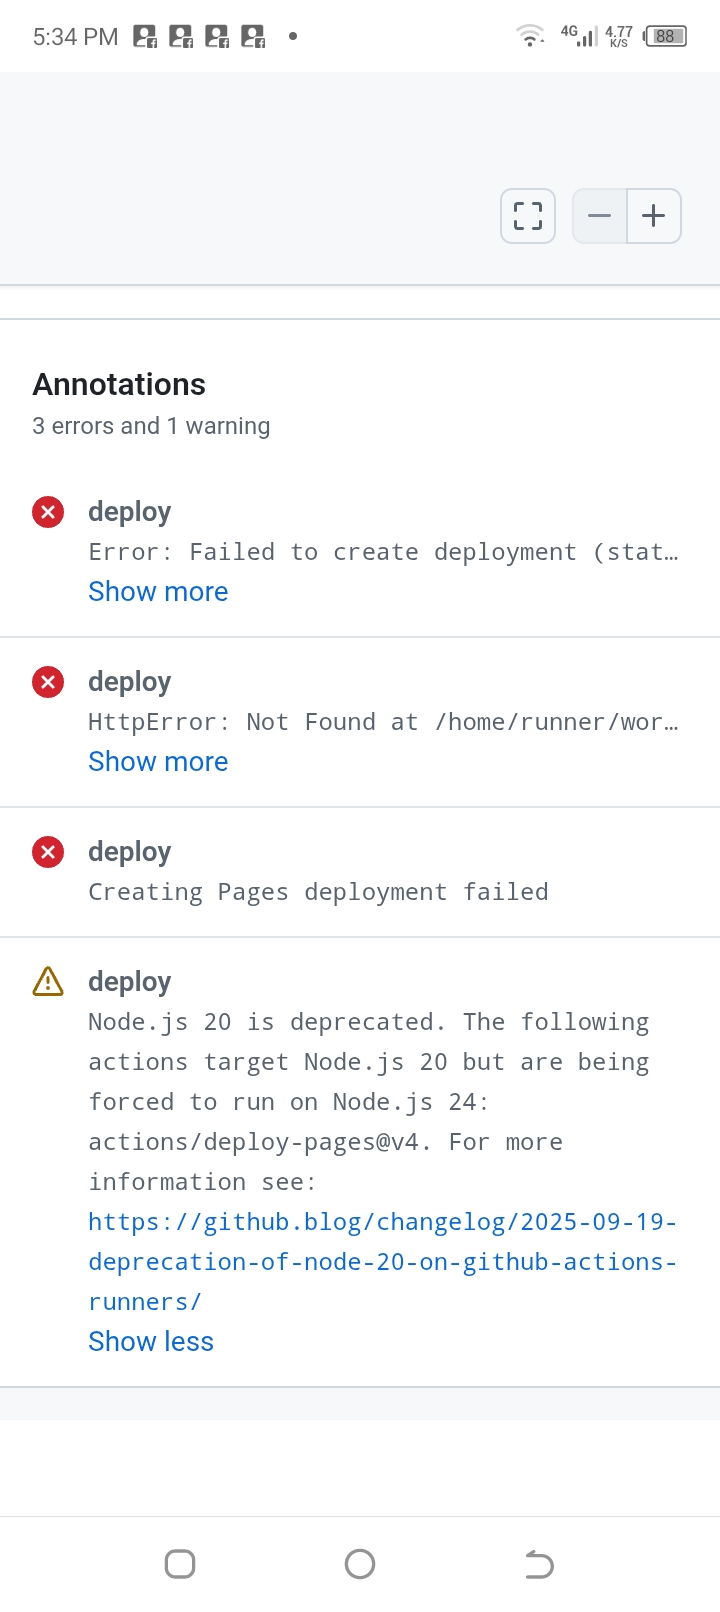 5:34 PM
4G
4.77
K/S
88
Annotations
3 errors and 1 warning
deploy
Error: Failed to create deployment (stat…
Show more
deploy
HttpError: Not Found at /home/runner/wor…
Show more
deploy
Creating Pages deployment failed
deploy
Node.js 20 is deprecated. The following
actions target Node.js 20 but are being
forced to run on Node.js 24:
actions/deploy-pages@v4. For more
information see:
https://github.blog/changelog/2025-09-19-
deprecation-of-node-20-on-github-actions-
runners/
Show less